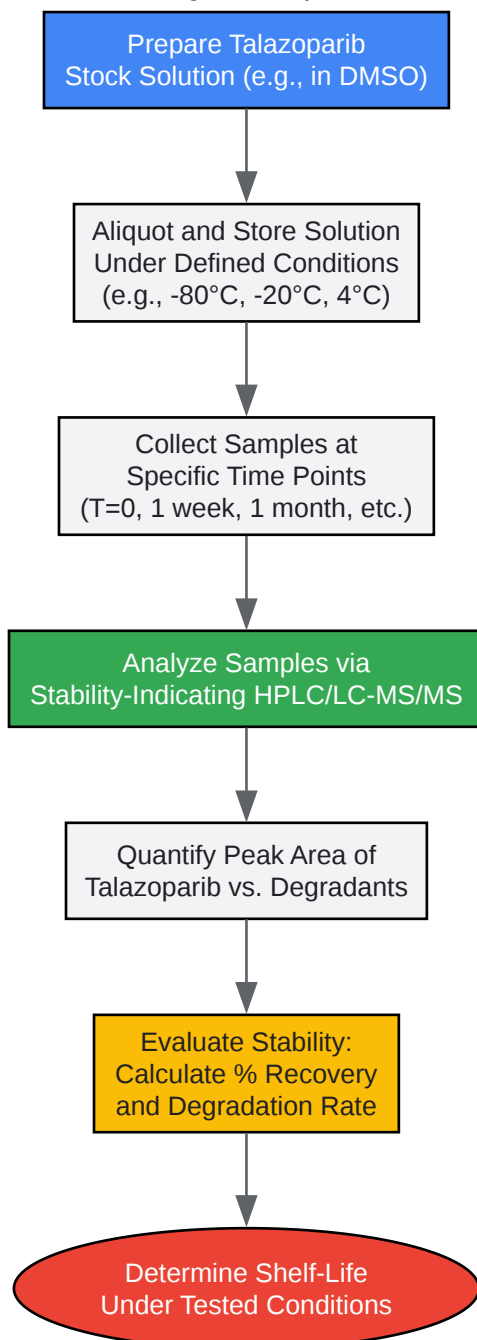 Prepare Talazoparib
Stock Solution (e.g., in DMSO)
Aliquot and Store Solution
Under Defined Conditions
(e.g., -80°C, -20°C, 4°C)
Collect Samples at
Specific Time Points
(T=0, 1 week, 1 month, etc.)
Analyze Samples via
Stability-Indicating HPLC/LC-MS/MS
Quantify Peak Area of
Talazoparib vs. Degradants
Evaluate Stability:
Calculate % Recovery
and Degradation Rate
Determine Shelf-Life
Under Tested Conditions